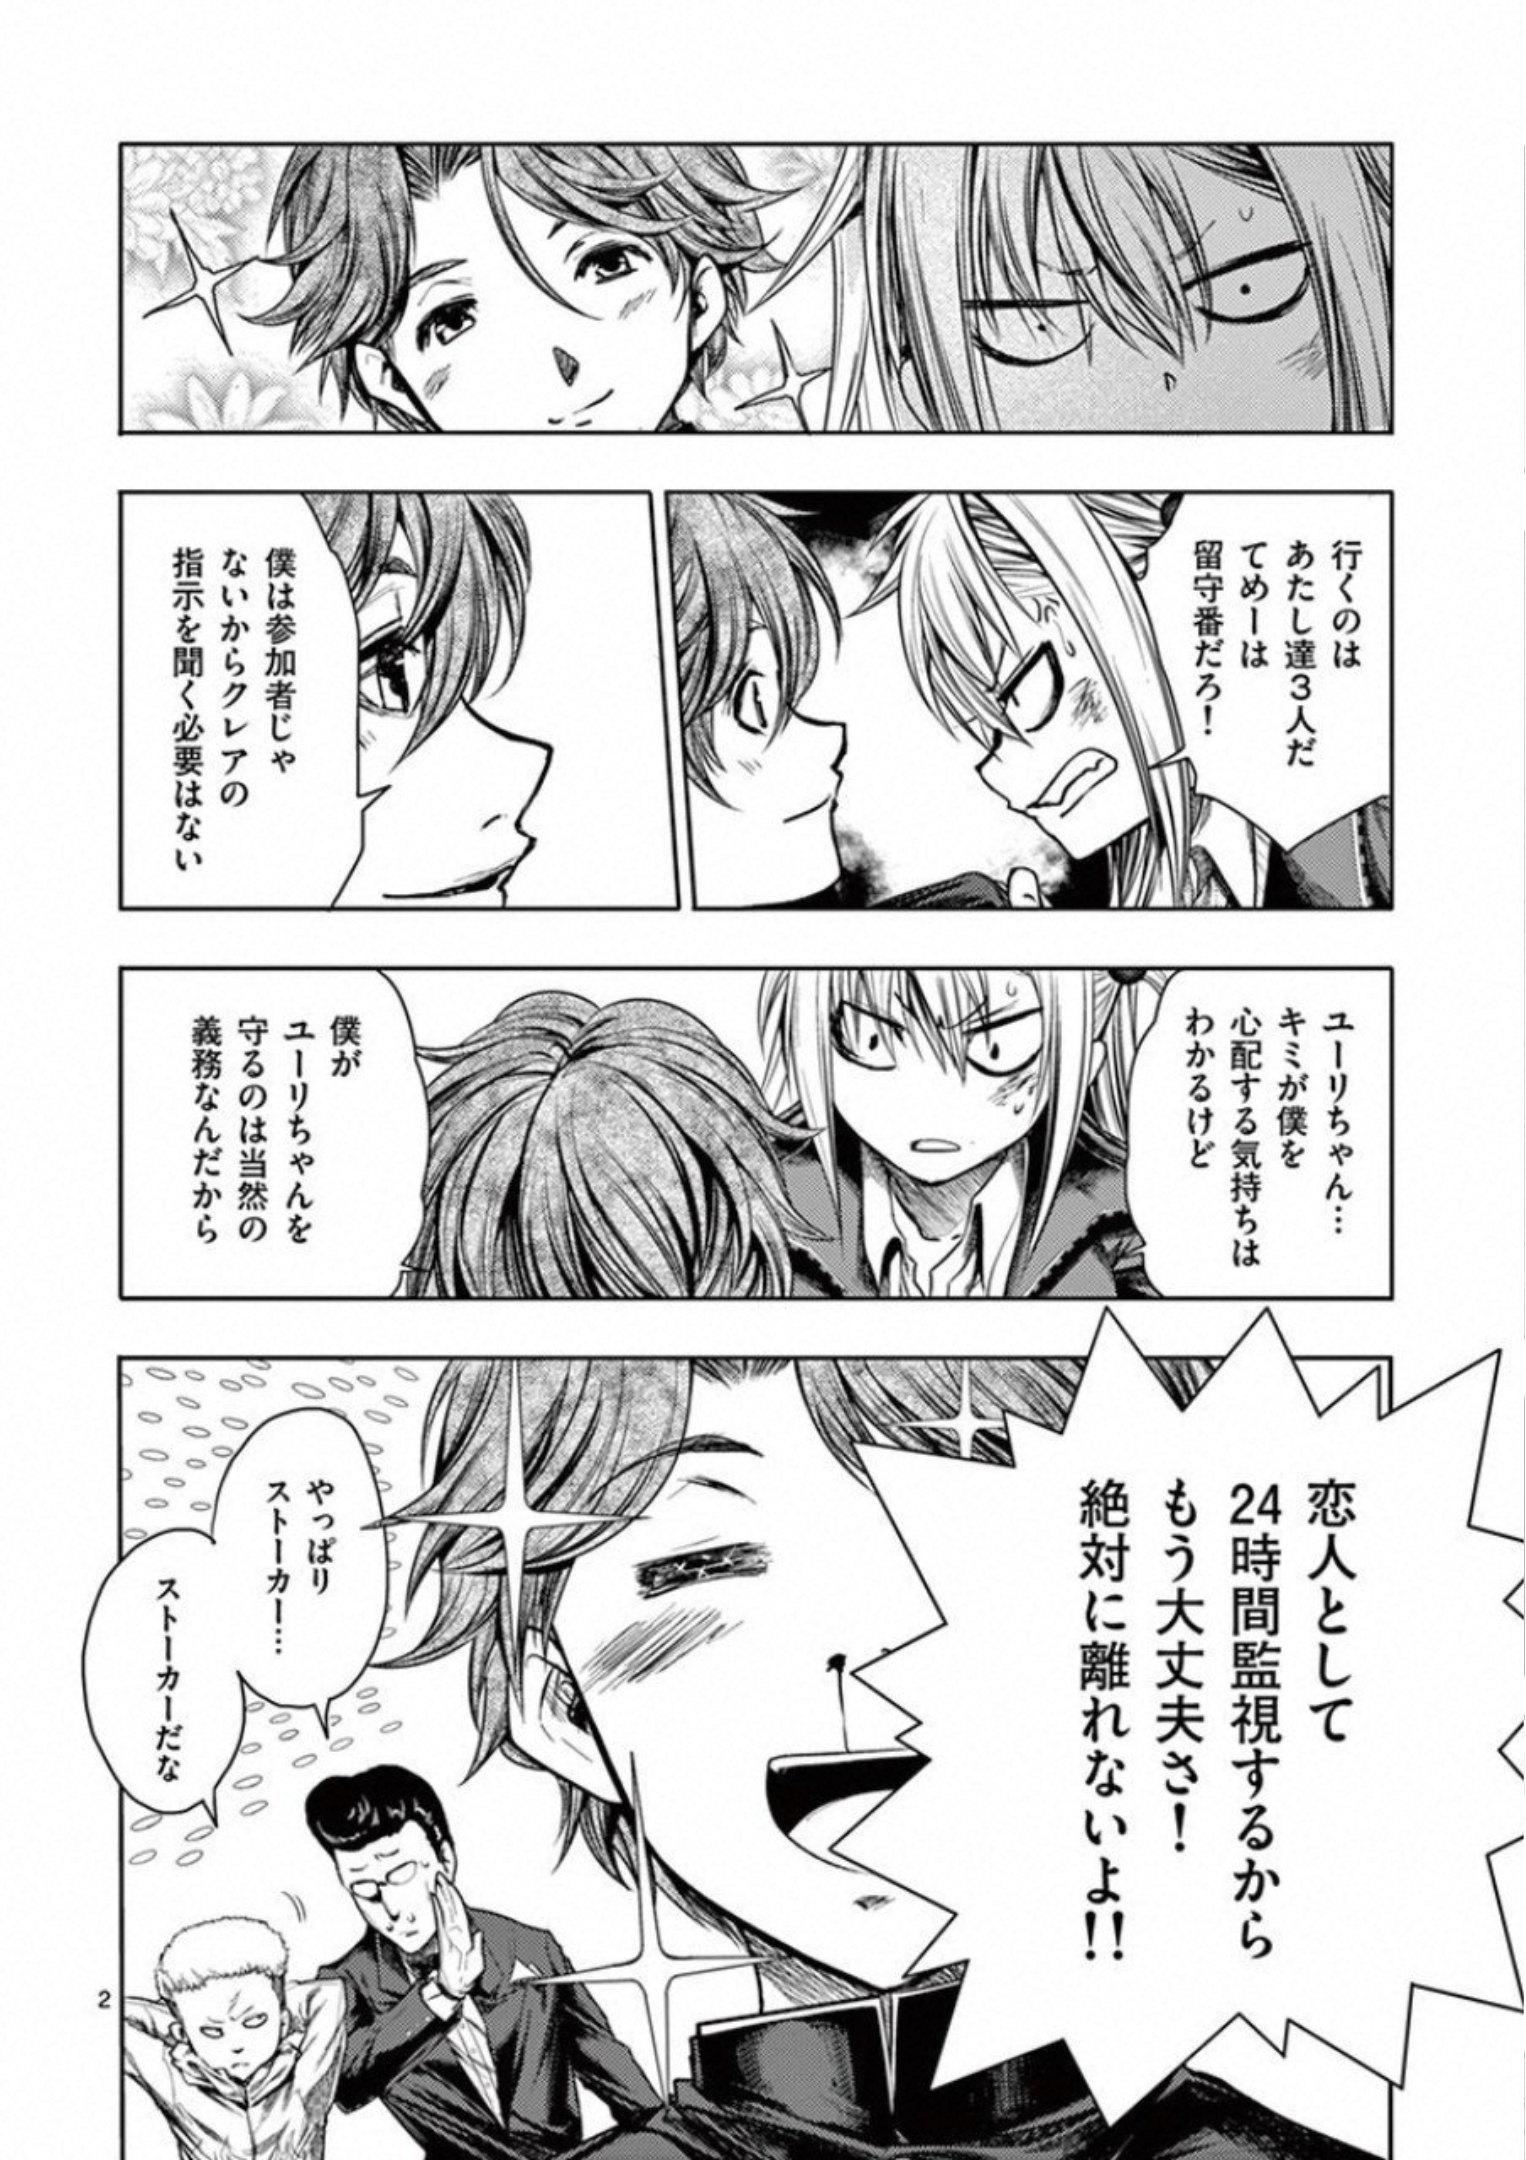 行くのは
あたし達3人だ
てめーは
留守番だろ!
僕は参加者じゃ
ないからクレアの
指示を聞く必要はない
ユーリちゃん…
キミが僕を
心配する気持ちは
わかるけど
僕が
ユーリちゃんを
守るのは当然の
義務なんだから
恋人として
24時間監視するから
もう大丈夫さ!
絶対に離れないよ!!
やっぱり
ストーカー…
ストーカーだな
2